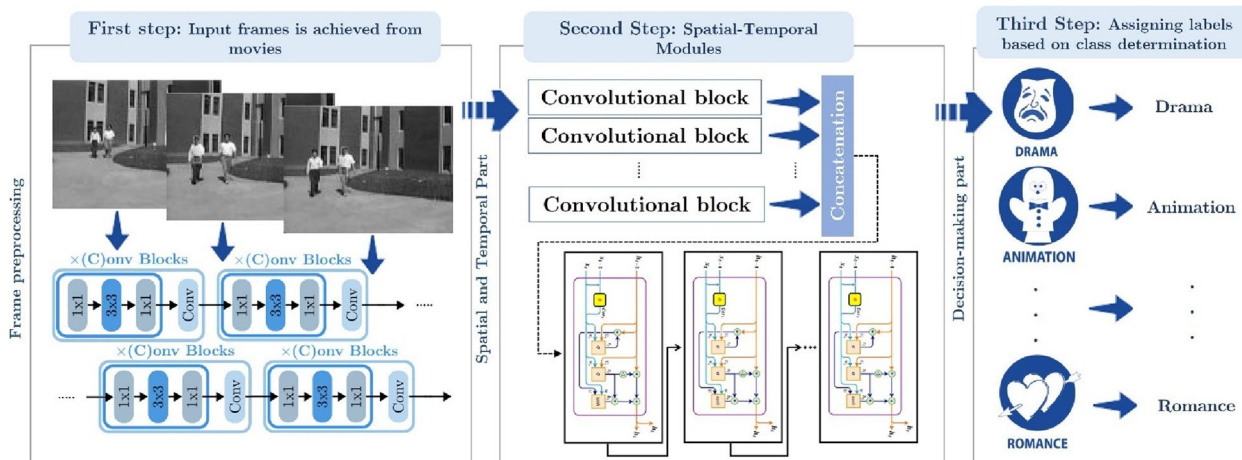 First step: Input frames is achieved from
movies
Frame preprocessing
×(C)onv Blocks
×(C)onv Blocks
1x1
3x3
1x1
Conv
1x1
3x3
1x1
Conv
.....
×(C)onv Blocks
×(C)onv Blocks
.....
1x1
3x3
1x1
Conv
1x1
3x3
1x1
Conv
Spatial and Temporal Part
Second Step: Spatial-Temporal
Modules
Convolutional block
Convolutional block
Convolutional block
Concatenation
Decision-making part
Third Step: Assigning labels
based on class determination
DRAMA
Drama
ANIMATION
Animation
ROMANCE
Romance